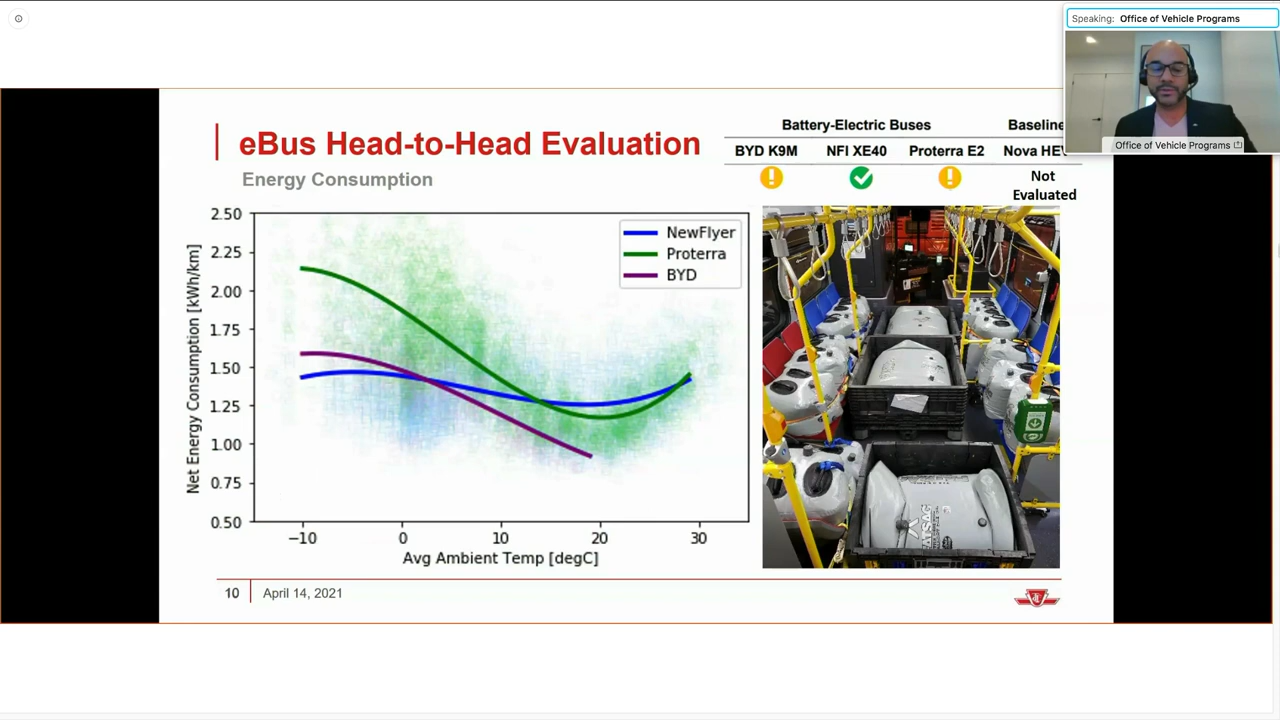 Speaking: Office of Vehicle Programs
Office of Vehicle Programs
eBus Head-to-Head Evaluation
Energy Consumption
Battery-Electric Buses Baseline
BYD K9M NFI XE40 Proterra E2 Nova HEV
Not
Evaluated
2.50
2.25
2.00
1.75
1.50
1.25
1.00
0.75
0.50
Net Energy Consumption [kWh/km]
NewFlyer
Proterra
BYD
−10 0 10 20 30
Avg Ambient Temp [degC]
10 April 14, 2021